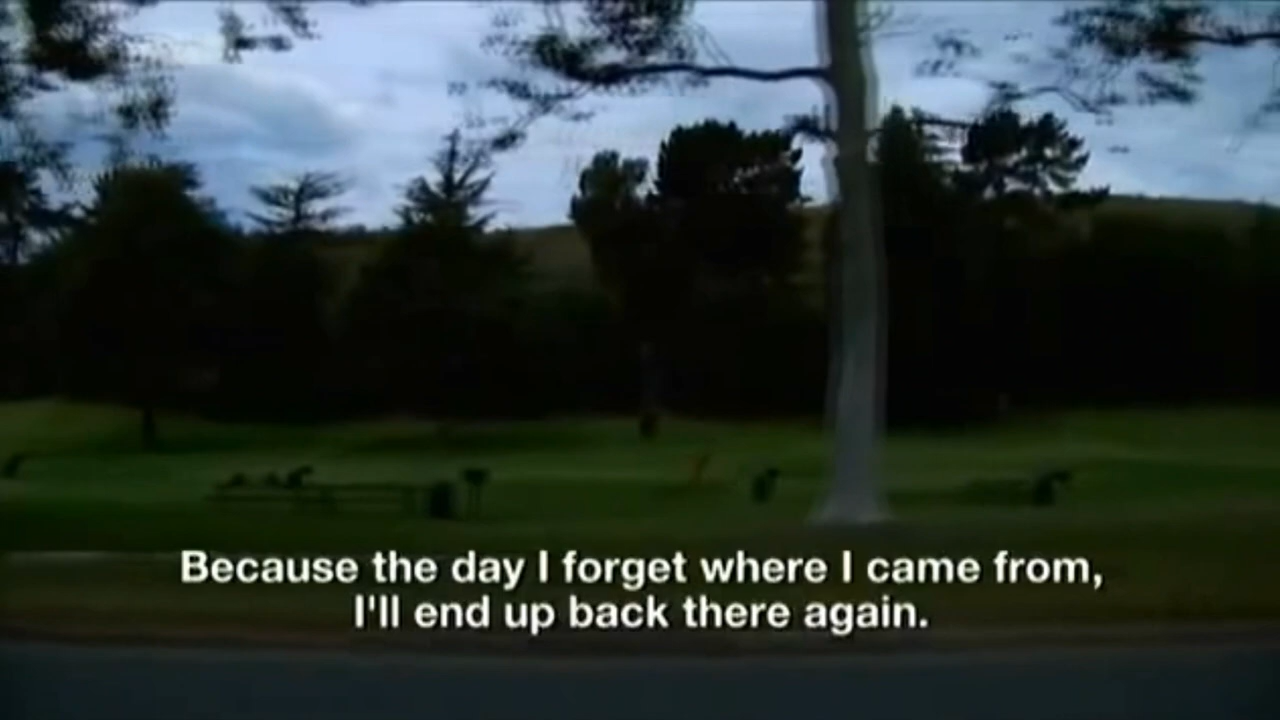 Because the day I forget where I came from,
I'll end up back there again.